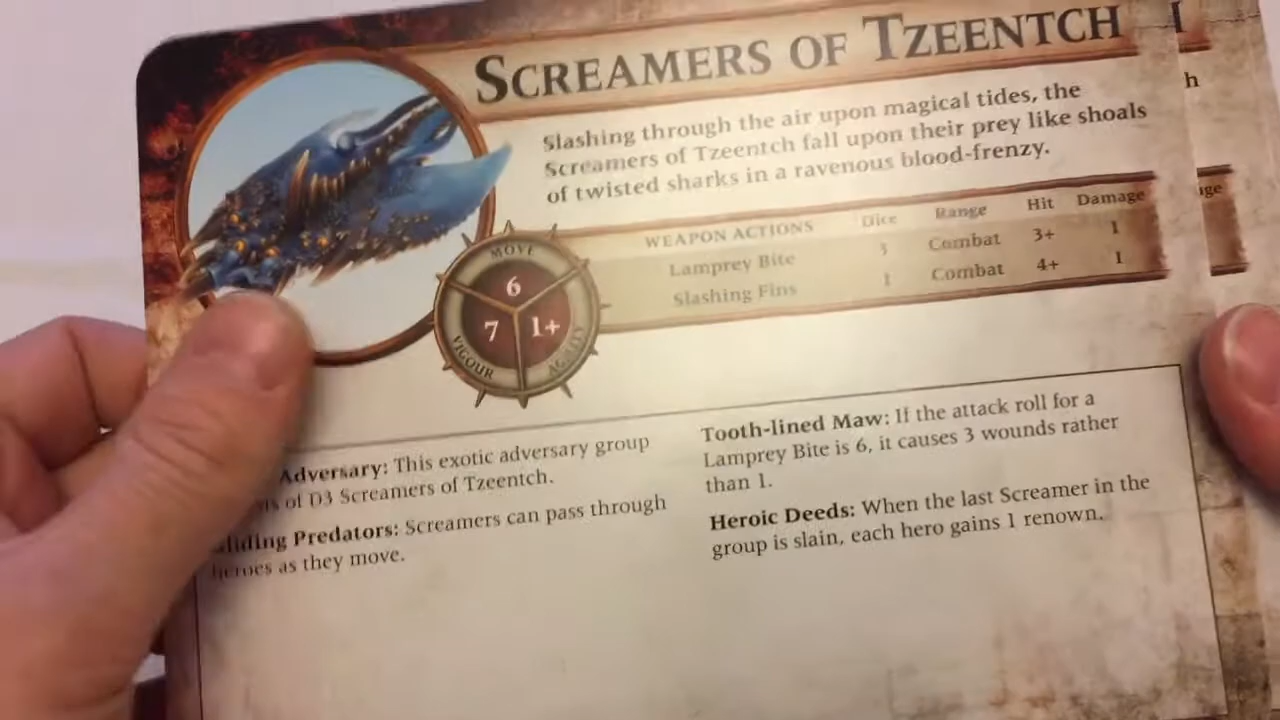 SCREAMERS OF TZEENTCH
Slashing through the air upon magical tides, the
Screamers of Tzeentch fall upon their prey like shoals
of twisted sharks in a ravenous blood-frenzy.
WEAPON ACTIONS Dice Range Hit Damage
Lamprey Bite 3 Combat 3+ 1
Slashing Fins 1 Combat 4+ 1
MOVE
6
7 1+
VIGOUR AGILITY
Adversary: This exotic adversary group
of D3 Screamers of Tzeentch.
Gliding Predators: Screamers can pass through
heroes as they move.
Tooth-lined Maw: If the attack roll for a
Lamprey Bite is 6, it causes 3 wounds rather
than 1.
Heroic Deeds: When the last Screamer in the
group is slain, each hero gains 1 renown.